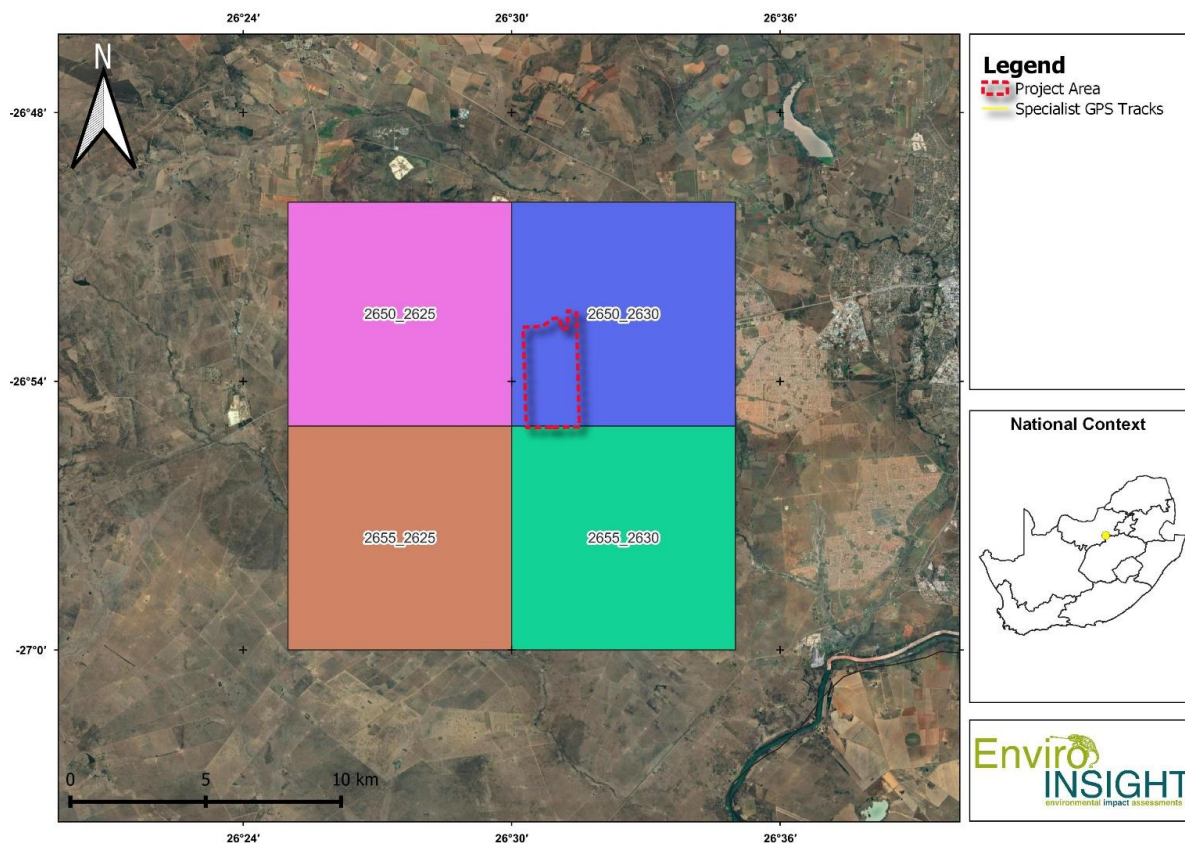 26°24′ 26°30′ 26°36′
N
-26°48′
-26°54′
-27°0′
2650_2625 2650_2630
2655_2625 2655_2630
0 5 10 km
26°24′ 26°30′ 26°36′
Legend
Project Area
Specialist GPS Tracks
National Context
Enviro
INSIGHT
environmental impact assessments